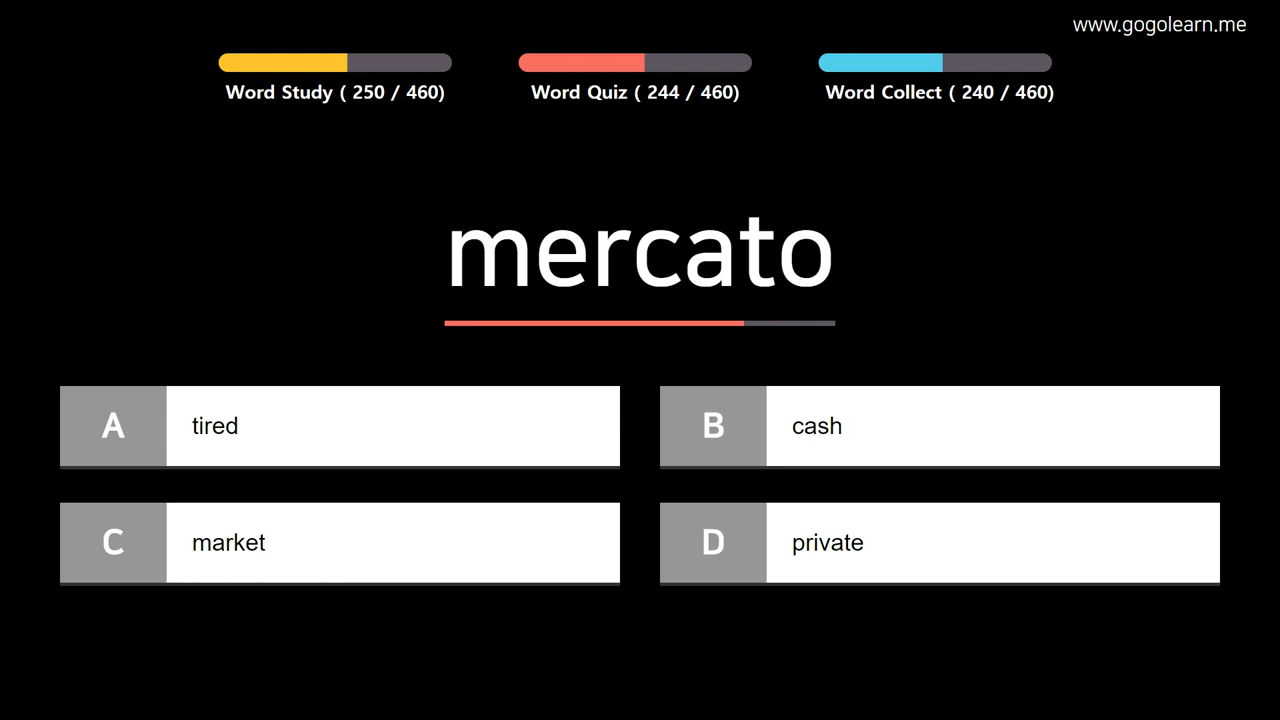 www.gogolearn.me
Word Study ( 250 / 460)
Word Quiz ( 244 / 460)
Word Collect ( 240 / 460)
mercato
A tired
B cash
C market
D private